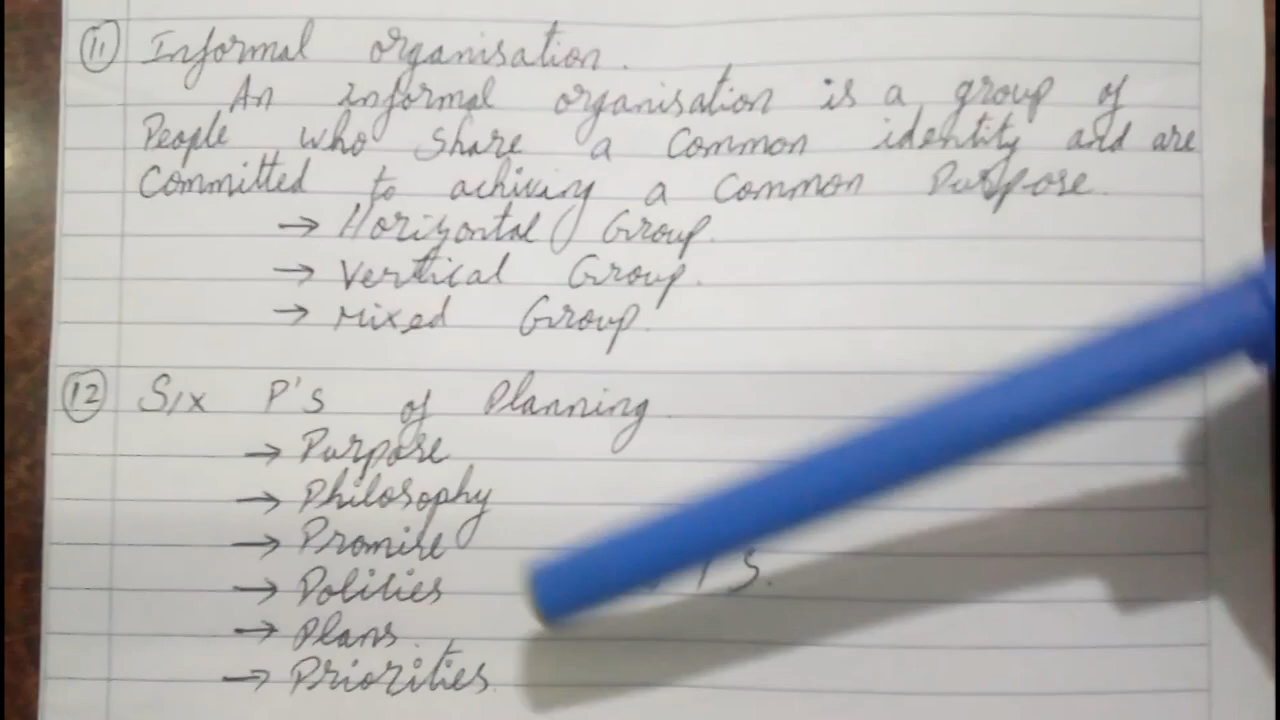 11 Informal organisation.
An informal organisation is a group of
People who share a Common identity and are
Committed to achiving a Common Purpose.
→ Horizontal Group.
→ Vertical Group.
→ Mixed Group.
12 Six P's of Planning
→ Purpose
→ Philosophy
→ Promise
→ Policies
→ Plans.
→ Priorities.